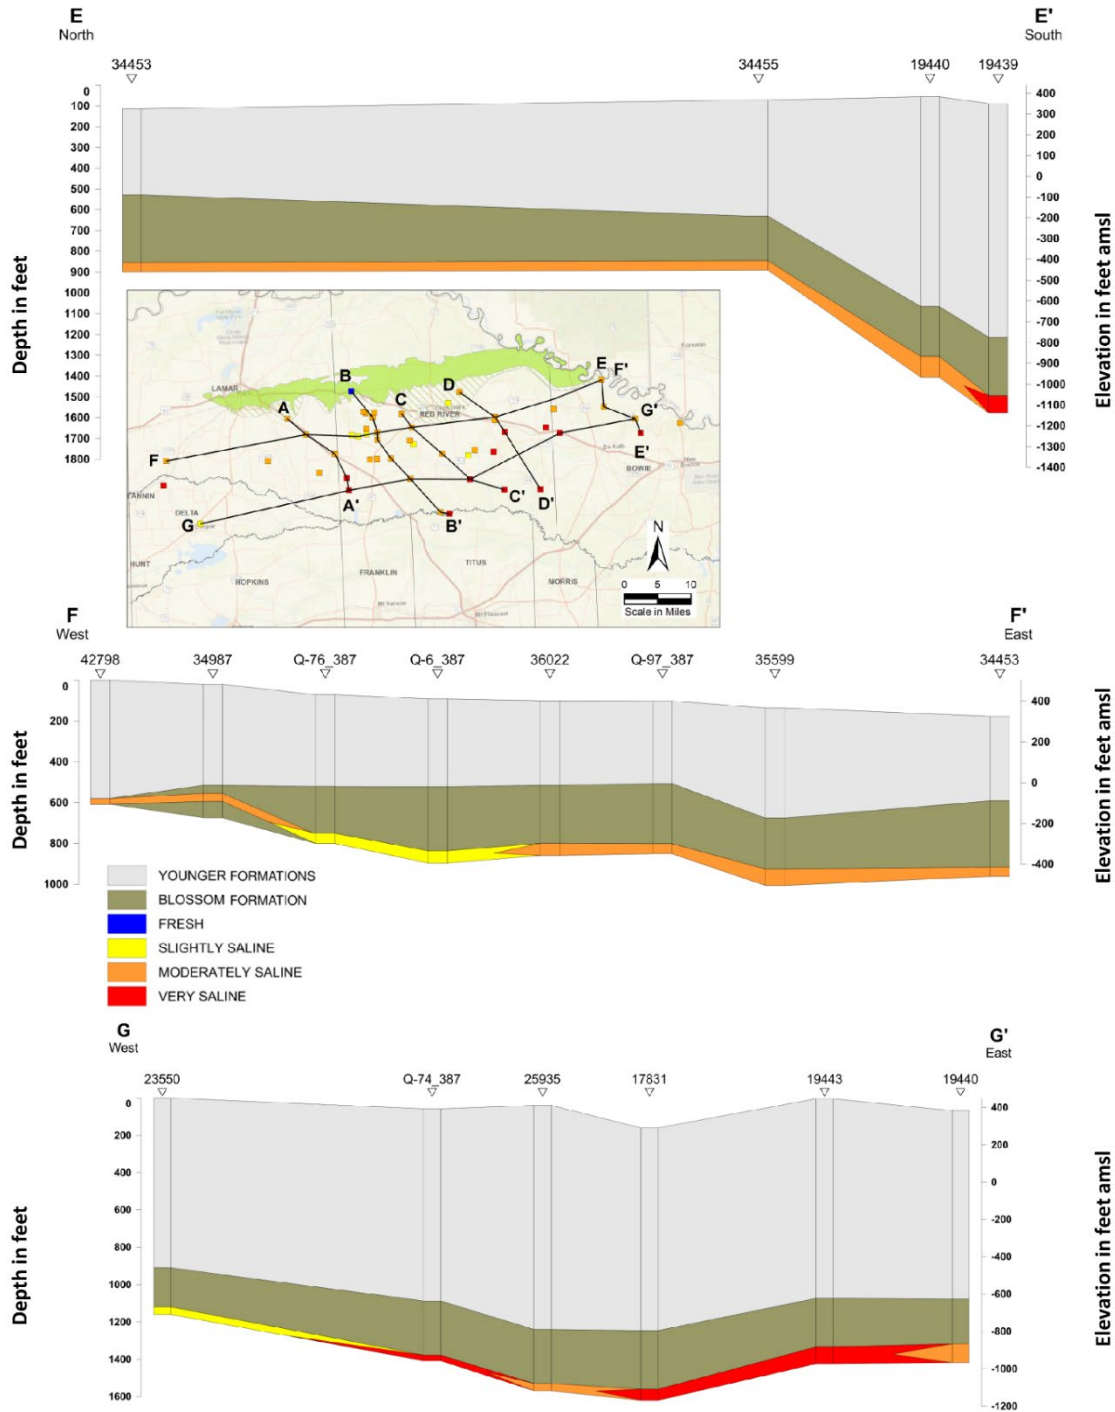 E
North
E'
South
34453
34455
19440
19439
0
100
200
300
400
500
600
700
800
900
1000
1100
1200
1300
1400
1500
1600
1700
1800
Depth in feet
400
300
200
100
0
-100
-200
-300
-400
-500
-600
-700
-800
-900
-1000
-1100
-1200
-1300
-1400
Elevation in feet amsl
LAMAR
RED RIVER
BOWIE
DELTA
HUNT
HOPKINS
FRANKLIN
TITUS
MORRIS
A
B
C
D
E
F'
G'
E'
F
G
A'
B'
C'
D'
N
0 5 10
Scale in Miles
F
West
F'
East
42798
34987
Q-76_387
Q-6_387
36022
Q-97_387
35599
34453
0
200
400
600
800
1000
Depth in feet
400
200
0
-200
-400
Elevation in feet amsl
YOUNGER FORMATIONS
BLOSSOM FORMATION
FRESH
SLIGHTLY SALINE
MODERATELY SALINE
VERY SALINE
G
West
G'
East
23550
Q-74_387
25935
17831
19443
19440
0
200
400
600
800
1000
1200
1400
1600
Depth in feet
400
200
0
-200
-400
-600
-800
-1000
-1200
Elevation in feet amsl